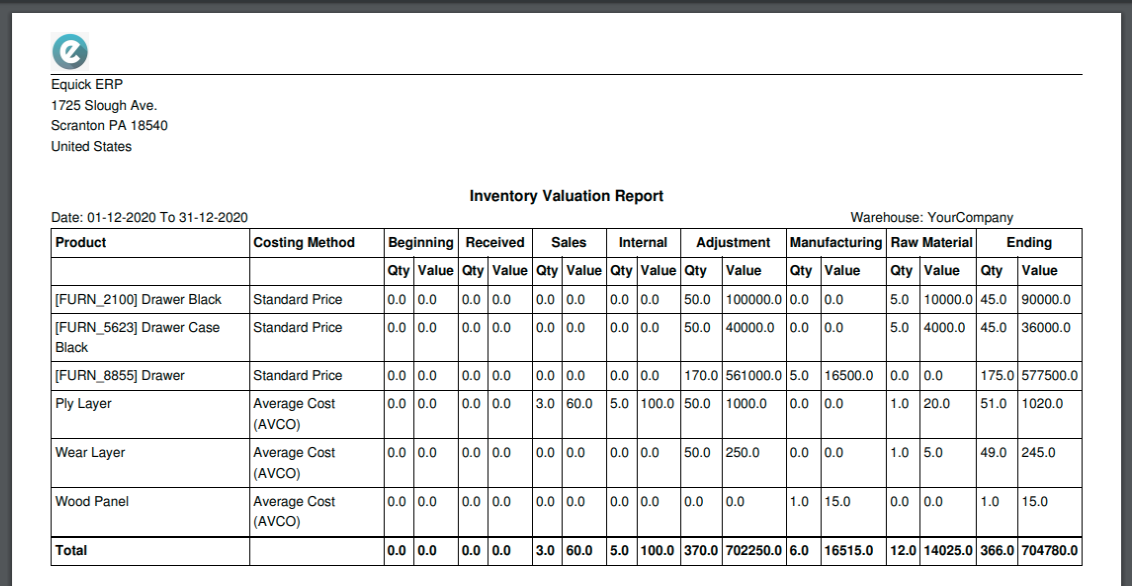 Equick ERP
1725 Slough Ave.
Scranton PA 18540
United States
Inventory Valuation Report
Date: 01-12-2020 To 31-12-2020 Warehouse: YourCompany
Product Costing Method Beginning Received Sales Internal Adjustment Manufacturing Raw Material Ending
Qty Value Qty Value Qty Value Qty Value Qty Value Qty Value Qty Value Qty Value
[FURN_2100] Drawer Black Standard Price 0.0 0.0 0.0 0.0 0.0 0.0 0.0 0.0 50.0 100000.0 0.0 0.0 5.0 10000.0 45.0 90000.0
[FURN_5623] Drawer Case Standard Price 0.0 0.0 0.0 0.0 0.0 0.0 0.0 0.0 50.0 40000.0 0.0 0.0 5.0 4000.0 45.0 36000.0
Black
[FURN_8855] Drawer Standard Price 0.0 0.0 0.0 0.0 0.0 0.0 0.0 0.0 170.0 561000.0 5.0 16500.0 0.0 0.0 175.0 577500.0
Ply Layer Average Cost 0.0 0.0 0.0 0.0 3.0 60.0 5.0 100.0 50.0 1000.0 0.0 0.0 1.0 20.0 51.0 1020.0
(AVCO)
Wear Layer Average Cost 0.0 0.0 0.0 0.0 0.0 0.0 0.0 0.0 50.0 250.0 0.0 0.0 1.0 5.0 49.0 245.0
(AVCO)
Wood Panel Average Cost 0.0 0.0 0.0 0.0 0.0 0.0 0.0 0.0 0.0 0.0 1.0 15.0 0.0 0.0 1.0 15.0
(AVCO)
Total 0.0 0.0 0.0 0.0 3.0 60.0 5.0 100.0 370.0 702250.0 6.0 16515.0 12.0 14025.0 366.0 704780.0